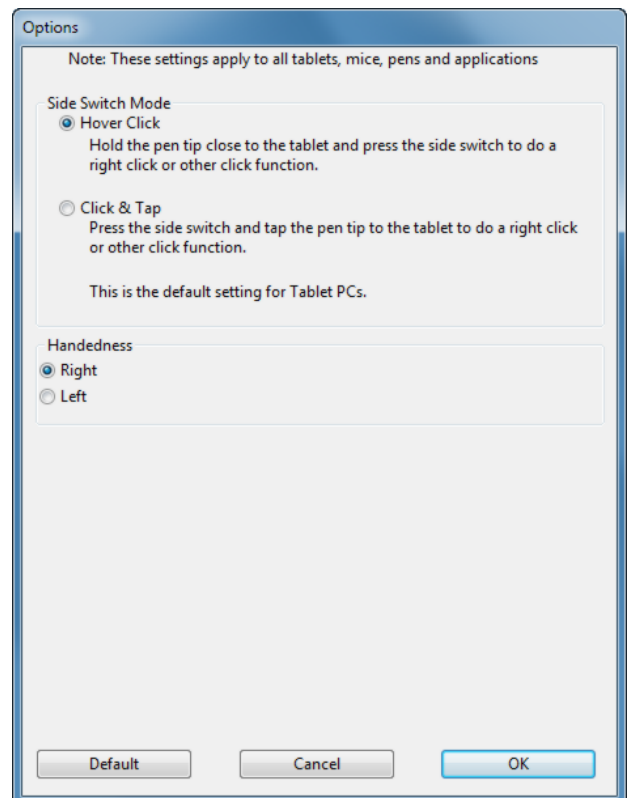 Options
Note: These settings apply to all tablets, mice, pens and applications
Side Switch Mode
Hover Click
Hold the pen tip close to the tablet and press the side switch to do a
right click or other click function.
Click & Tap
Press the side switch and tap the pen tip to the tablet to do a right click
or other click function.
This is the default setting for Tablet PCs.
Handedness
Right
Left
Default Cancel OK